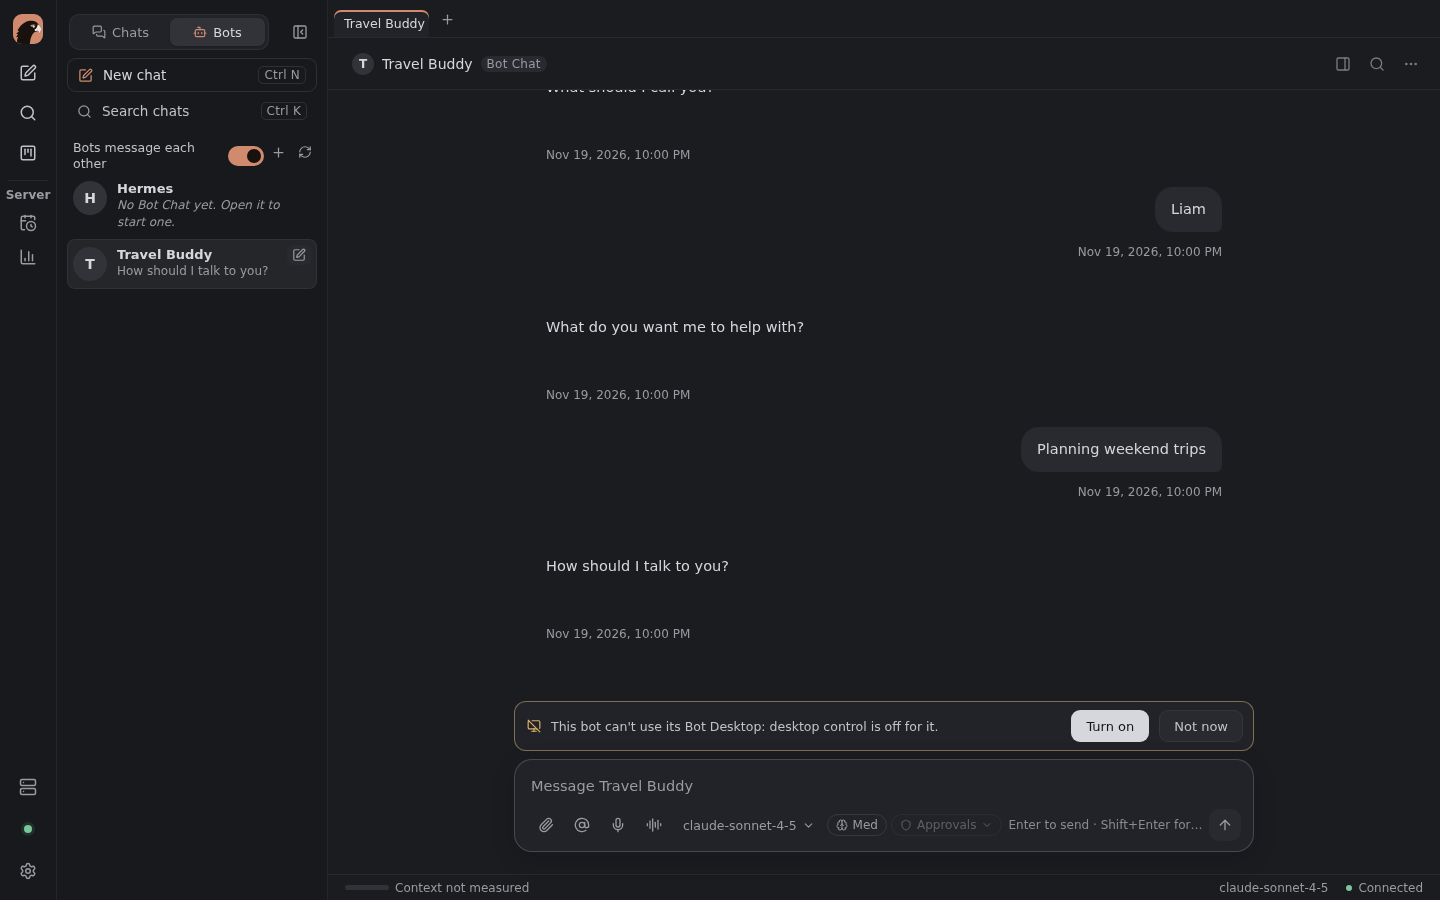 Chats
Bots
New chat
Ctrl N
Search chats
Ctrl K
Bots message each
other
Server
H
Hermes
No Bot Chat yet. Open it to
start one.
T
Travel Buddy
How should I talk to you?
Travel Buddy
T
Travel Buddy
Bot Chat
What should I call you?
Nov 19, 2026, 10:00 PM
Liam
Nov 19, 2026, 10:00 PM
What do you want me to help with?
Nov 19, 2026, 10:00 PM
Planning weekend trips
Nov 19, 2026, 10:00 PM
How should I talk to you?
Nov 19, 2026, 10:00 PM
This bot can't use its Bot Desktop: desktop control is off for it.
Turn on
Not now
Message Travel Buddy
claude-sonnet-4-5
Med
Approvals
Enter to send · Shift+Enter for…
Context not measured
claude-sonnet-4-5
Connected